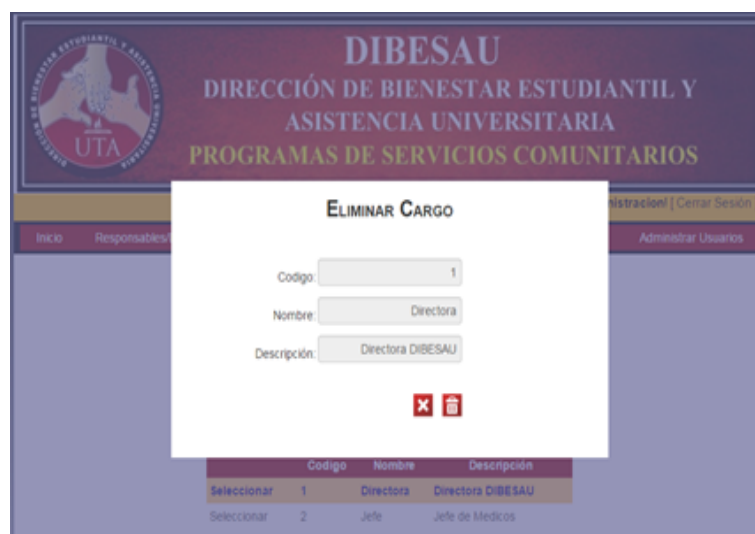 DIBESAU
DIRECCIÓN DE BIENESTAR ESTUDIANTIL Y
ASISTENCIA UNIVERSITARIA
PROGRAMAS DE SERVICIOS COMUNITARIOS
UTA
ELIMINAR CARGO
nistracion! [ Cerrar Sesión
Inicio Responsables/ Administrar Usuarios
Codigo: 1
Nombre: Directora
Descripción: Directora DIBESAU
Codigo Nombre Descripción
Seleccionar 1 Directora Directora DIBESAU
Seleccionar 2 Jefe Jefe de Medicos